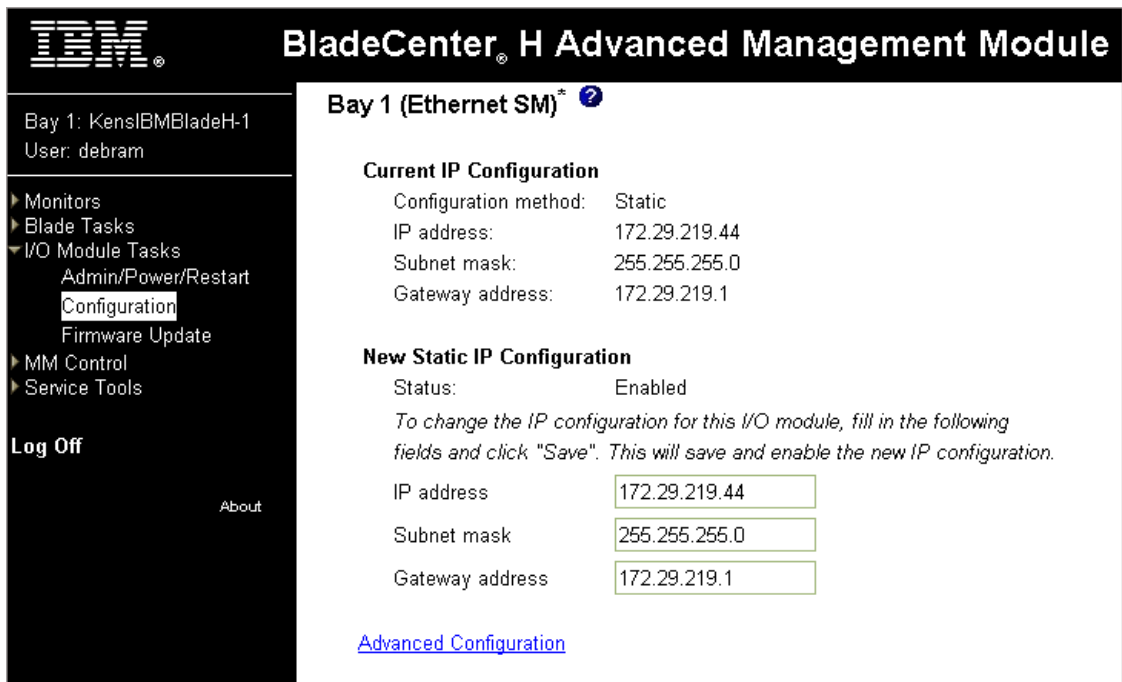 IBM®
BladeCenter® H Advanced Management Module
Bay 1: KensIBMBladeH-1
User: debram
Monitors
Blade Tasks
I/O Module Tasks
Admin/Power/Restart
Configuration
Firmware Update
MM Control
Service Tools
Log Off
About
Bay 1 (Ethernet SM)* ?
Current IP Configuration
Configuration method: Static
IP address: 172.29.219.44
Subnet mask: 255.255.255.0
Gateway address: 172.29.219.1
New Static IP Configuration
Status: Enabled
To change the IP configuration for this I/O module, fill in the following
fields and click "Save". This will save and enable the new IP configuration.
IP address 172.29.219.44
Subnet mask 255.255.255.0
Gateway address 172.29.219.1
Advanced Configuration